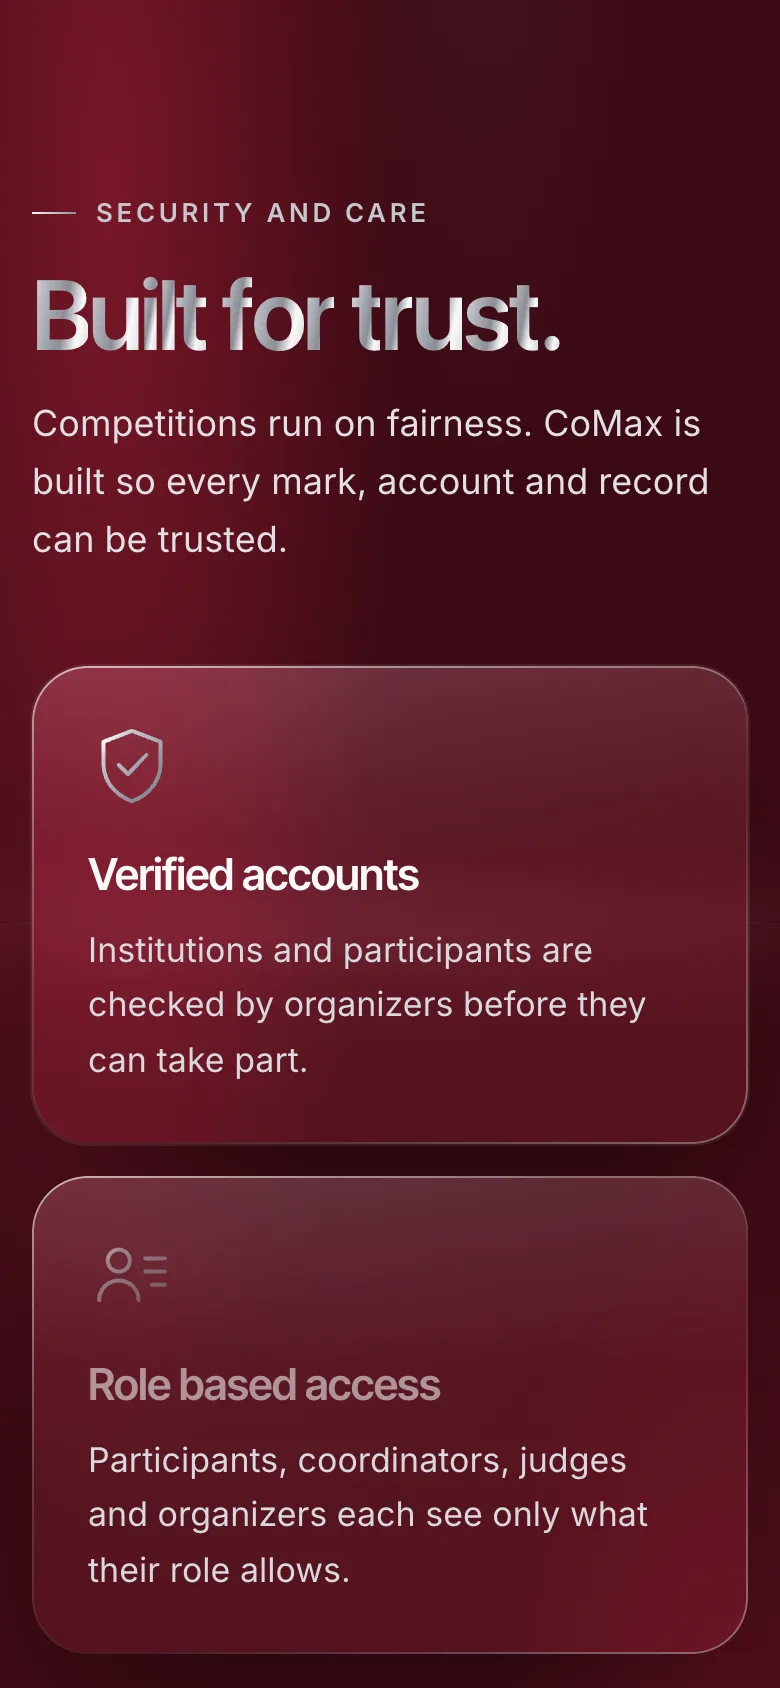 SECURITY AND CARE
Built for trust.
Competitions run on fairness. CoMax is
built so every mark, account and record
can be trusted.
Verified accounts
Institutions and participants are
checked by organizers before they
can take part.
Role based access
Participants, coordinators, judges
and organizers each see only what
their role allows.